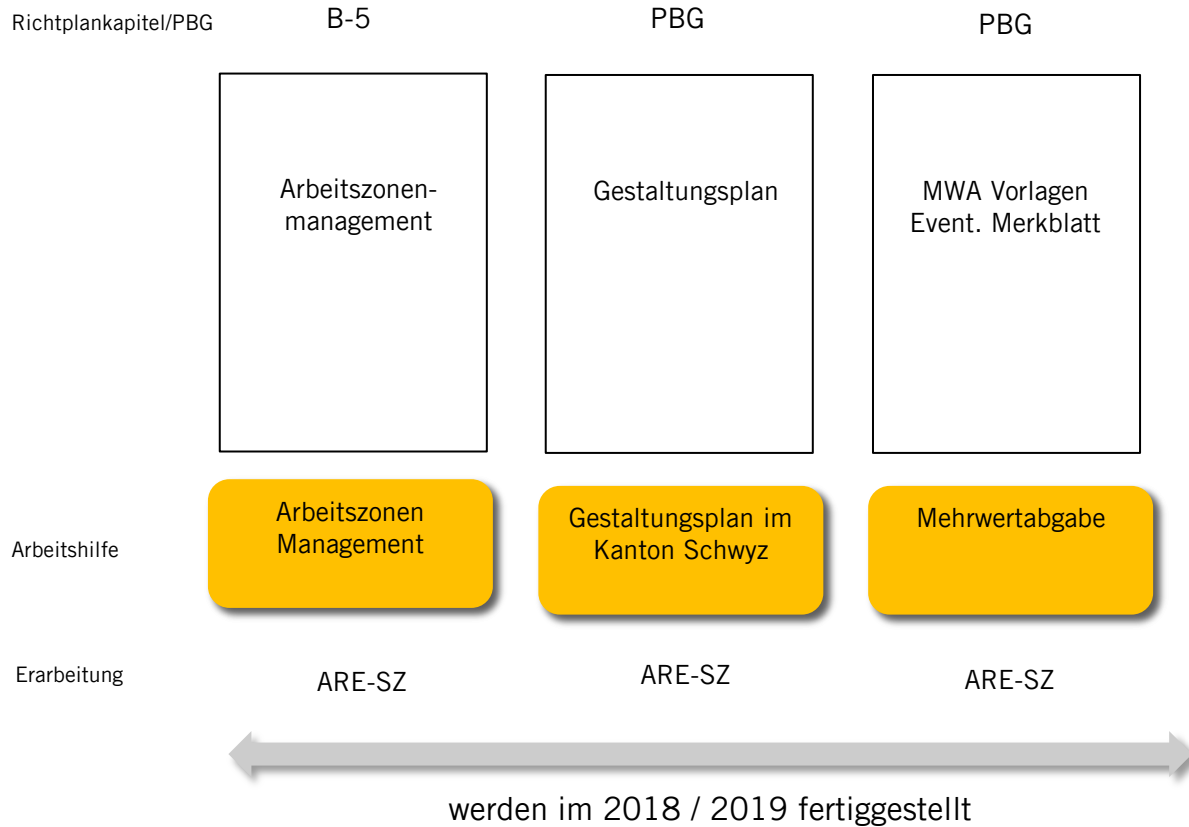 Richtplankapitel/PBG
B-5
PBG
PBG
Arbeitszonen-
management
Gestaltungsplan
MWA Vorlagen
Event. Merkblatt
Arbeitshilfe
Arbeitszonen
Management
Gestaltungsplan im
Kanton Schwyz
Mehrwertabgabe
Erarbeitung
ARE-SZ
ARE-SZ
ARE-SZ
werden im 2018 / 2019 fertiggestellt